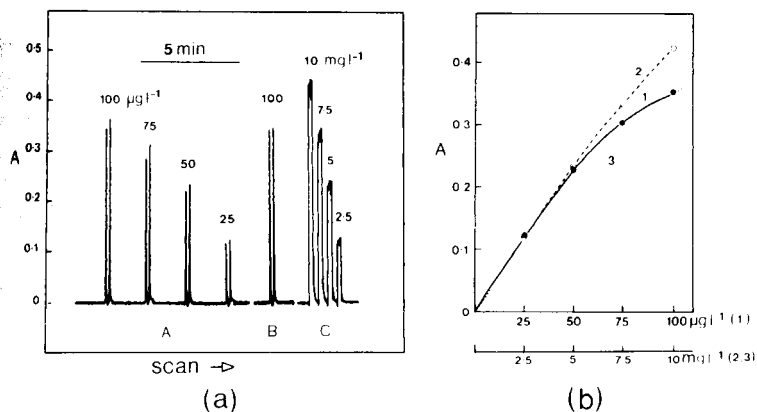 0·5
0·4
0·3
0·2
0·1
0
A
5 min
100 µg l⁻¹
75
50
25
100
10 mg l⁻¹
7.5
5
2.5
A B C
scan
(a)
A
0.4
0.3
0.2
0.1
0
2
1
3
25 50 75 100 µg l⁻¹ (1)
2.5 5 7.5 10 mg l⁻¹ (2,3)
(b)